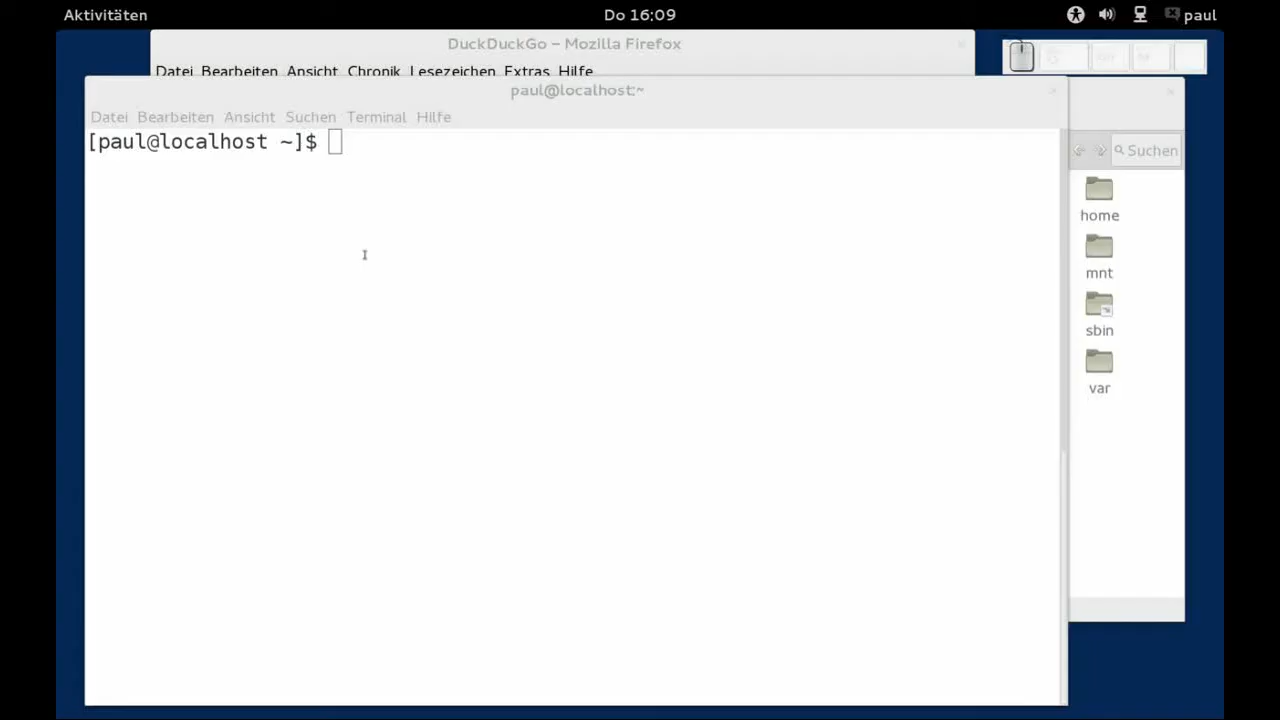 Aktivitäten
Do 16:09
paul
DuckDuckGo – Mozilla Firefox
Datei Bearbeiten Ansicht Chronik Lesezeichen Extras Hilfe
paul@localhost:~
Datei Bearbeiten Ansicht Suchen Terminal Hilfe
[paul@localhost ~]$
Suchen
home
mnt
sbin
var